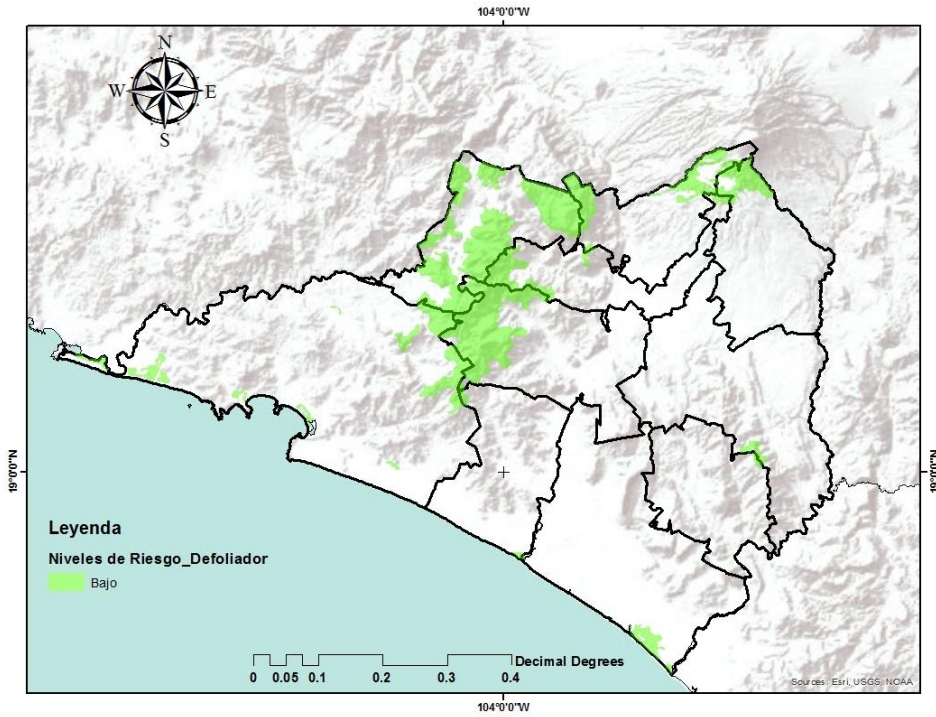 104°0'0"W
N
W
E
S
19°0'0"N
19°0'0"N
Leyenda
Niveles de Riesgo_Defoliador
Bajo
0 0.05 0.1 0.2 0.3 0.4
Decimal Degrees
Sources: Esri, USGS, NOAA
104°0'0"W